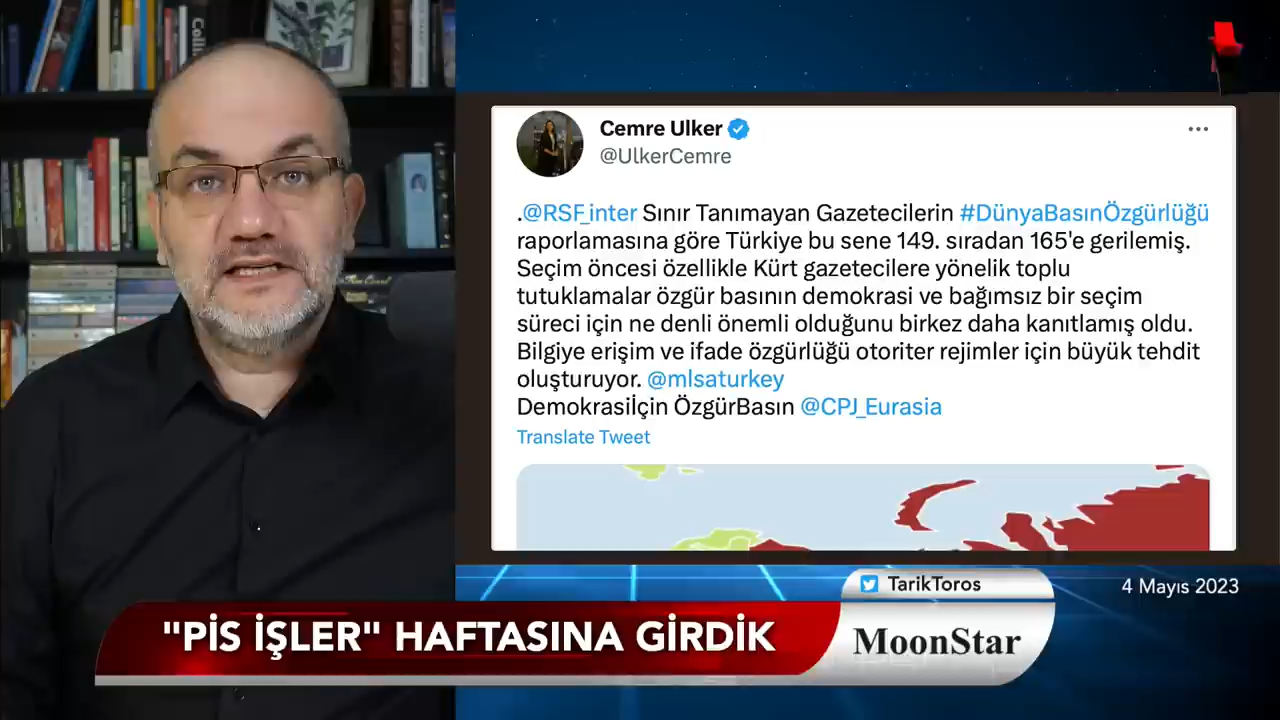 Cemre Ulker
@UlkerCemre
.@RSF_inter Sınır Tanımayan Gazetecilerin #DünyaBasınÖzgürlüğü
raporlamasına göre Türkiye bu sene 149. sıradan 165'e gerilemiş.
Seçim öncesi özellikle Kürt gazetecilere yönelik toplu
tutuklamalar özgür basının demokrasi ve bağımsız bir seçim
süreci için ne denli önemli olduğunu birkez daha kanıtlamış oldu.
Bilgiye erişim ve ifade özgürlüğü otoriter rejimler için büyük tehdit
oluşturuyor. @mlsaturkey
Demokrasiİçin ÖzgürBasın @CPJ_Eurasia
Translate Tweet
TarikToros
4 Mayıs 2023
"PİS İŞLER" HAFTASINA GİRDİK
MoonStar